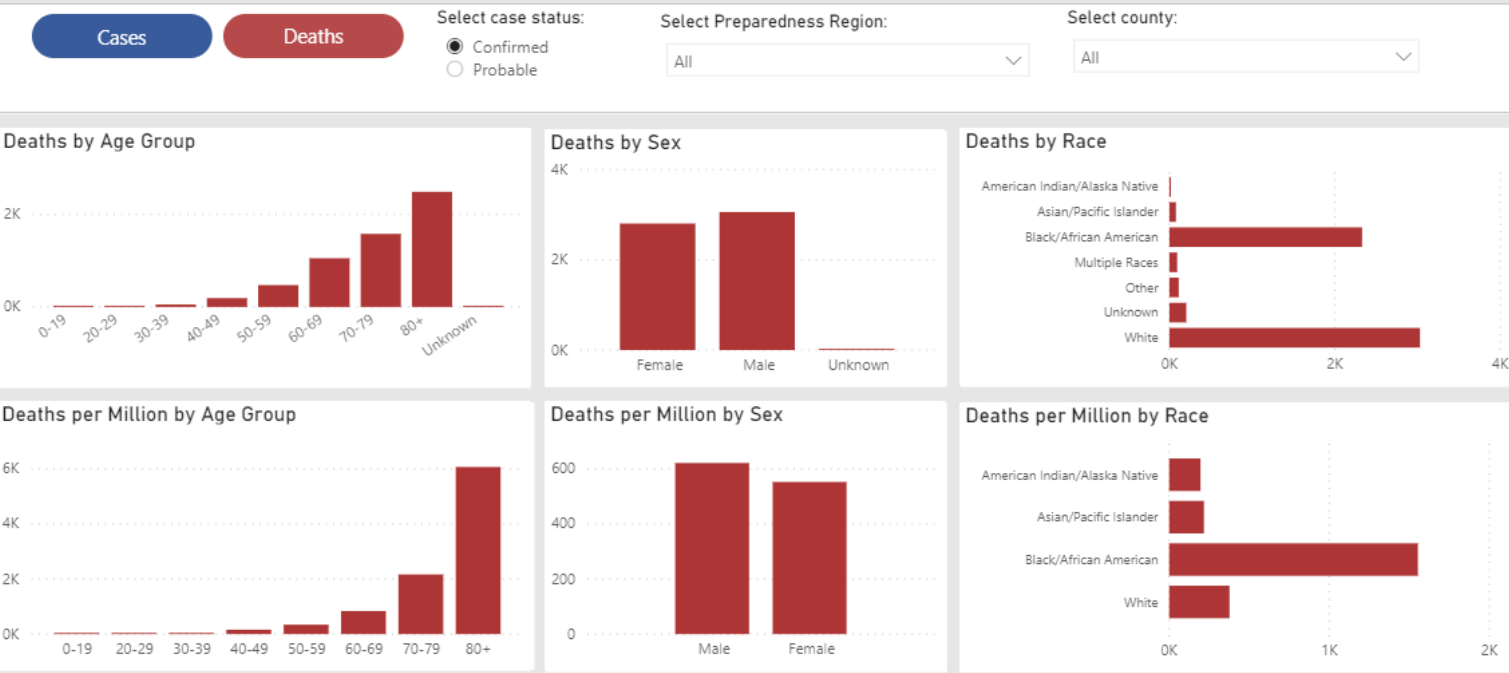 Cases
Deaths
Select case status:
Confirmed
Probable
Select Preparedness Region:
All
Select county:
All
Deaths by Age Group
2K
0K
0-19
20-29
30-39
40-49
50-59
60-69
70-79
80+
Unknown
Deaths by Sex
4K
2K
0K
Female
Male
Unknown
Deaths by Race
American Indian/Alaska Native
Asian/Pacific Islander
Black/African American
Multiple Races
Other
Unknown
White
0K
2K
4K
Deaths per Million by Age Group
6K
4K
2K
0K
0-19
20-29
30-39
40-49
50-59
60-69
70-79
80+
Deaths per Million by Sex
600
400
200
0
Male
Female
Deaths per Million by Race
American Indian/Alaska Native
Asian/Pacific Islander
Black/African American
White
0K
1K
2K